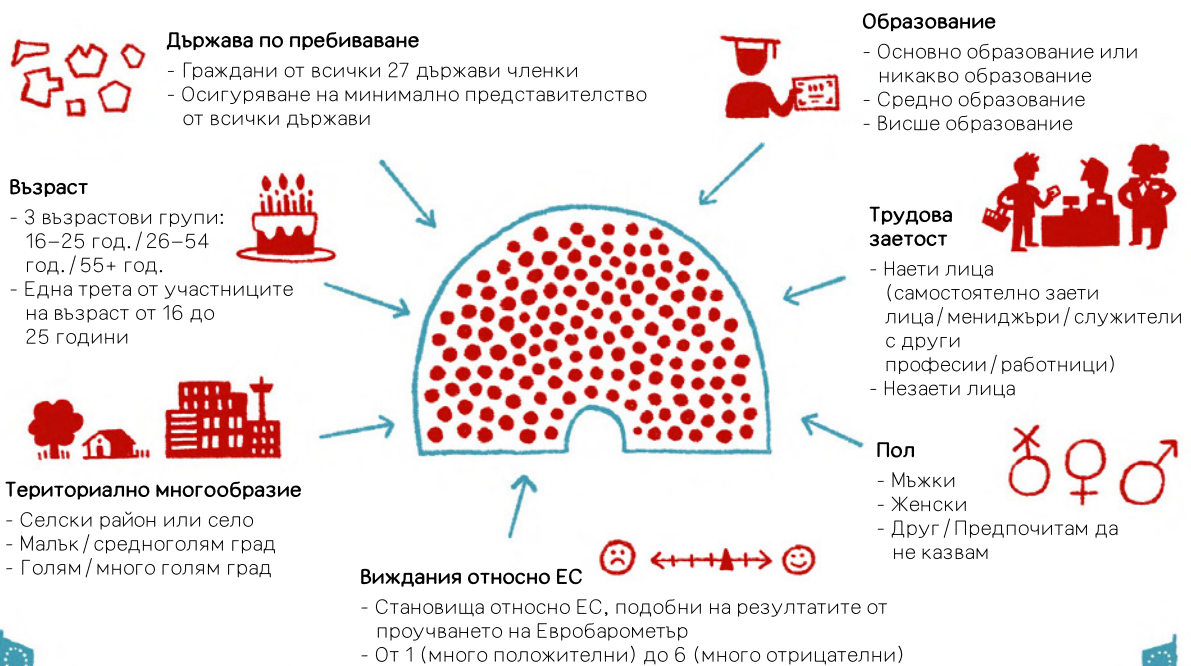 Държава по пребиваване
- Граждани от всички 27 държави членки
- Осигуряване на минимално представителство
от всички държави
Образование
- Основно образование или
никакво образование
- Средно образование
- Висше образование
Възраст
- 3 възрастови групи:
16–25 год./26–54
год./55+ год.
- Една трета от участниците
на възраст от 16 до
25 години
Трудова
заетост
- Наети лица
(самостоятелно заети
лица/мениджъри/служители
с други
професии/работници)
- Незаети лица
Териториално многообразие
- Селски район или село
- Малък/средноголям град
- Голям/много голям град
Пол
- Мъжки
- Женски
- Друг/Предпочитам да
не казвам
Виждания относно ЕС
- Становища относно ЕС, подобни на резултатите от
проучването на Евробарометър
- От 1 (много положителни) до 6 (много отрицателни)